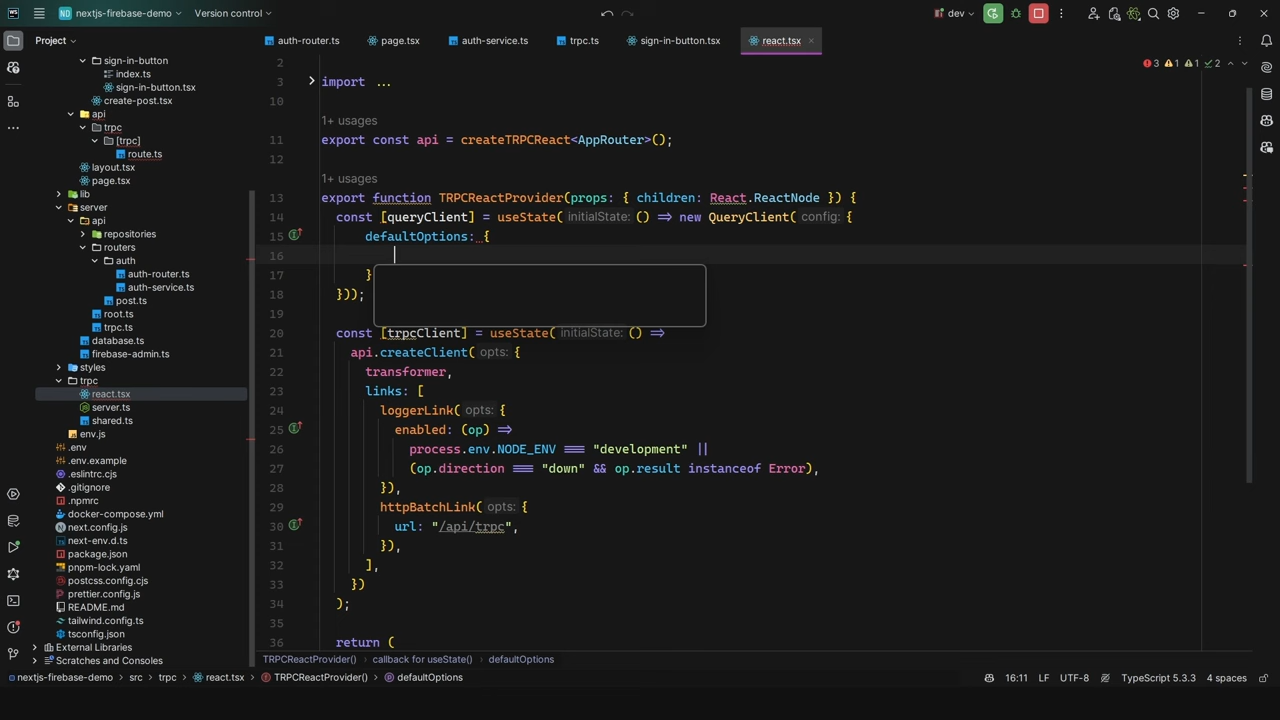 WS
ND nextjs-firebase-demo
Version control
dev
Project
auth-router.ts
page.tsx
auth-service.ts
trpc.ts
sign-in-button.tsx
react.tsx
sign-in-button
index.ts
sign-in-button.tsx
create-post.tsx
api
trpc
[trpc]
route.ts
layout.tsx
page.tsx
lib
server
api
repositories
routers
auth
auth-router.ts
auth-service.ts
post.ts
root.ts
trpc.ts
database.ts
firebase-admin.ts
styles
trpc
react.tsx
server.ts
shared.ts
env.js
.env
.env.example
.eslintrc.cjs
.gitignore
.npmrc
docker-compose.yml
next.config.js
next-env.d.ts
package.json
pnpm-lock.yaml
postcss.config.cjs
prettier.config.js
README.md
tailwind.config.ts
tsconfig.json
External Libraries
Scratches and Consoles
3 1 1 2
2
3 import ...
10
1+ usages
11 export const api = createTRPCReact<AppRouter>();
12
1+ usages
13 export function TRPCReactProvider(props: { children: React.ReactNode }) {
14 const [queryClient] = useState( initialState: () => new QueryClient( config: {
15 defaultOptions: {
16
17 }
18 }));
19
20 const [trpcClient] = useState( initialState: () =>
21 api.createClient( opts: {
22 transformer,
23 links: [
24 loggerLink( opts: {
25 enabled: (op) =>
26 process.env.NODE_ENV === "development" ||
27 (op.direction === "down" && op.result instanceof Error),
28 }),
29 httpBatchLink( opts: {
30 url: "/api/trpc",
31 }),
32 ],
33 })
34 );
35
36 return (
TRPCReactProvider() callback for useState() defaultOptions
nextjs-firebase-demo > src > trpc > react.tsx > TRPCReactProvider() > defaultOptions
16:11 LF UTF-8 TypeScript 5.3.3 4 spaces